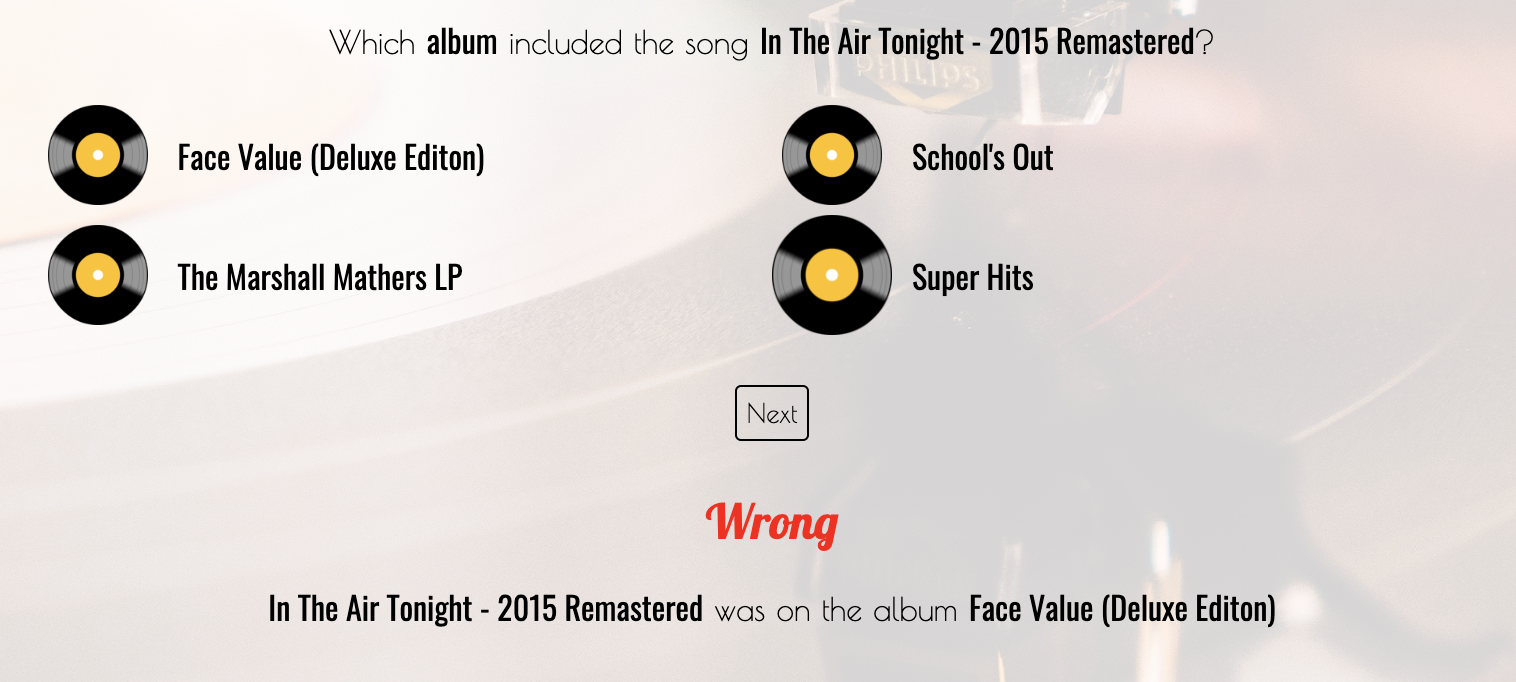 Which album included the song In The Air Tonight - 2015 Remastered?
PHILIPS
Face Value (Deluxe Editon)
School's Out
The Marshall Mathers LP
Super Hits
Next
Wrong
In The Air Tonight - 2015 Remastered was on the album Face Value (Deluxe Editon)